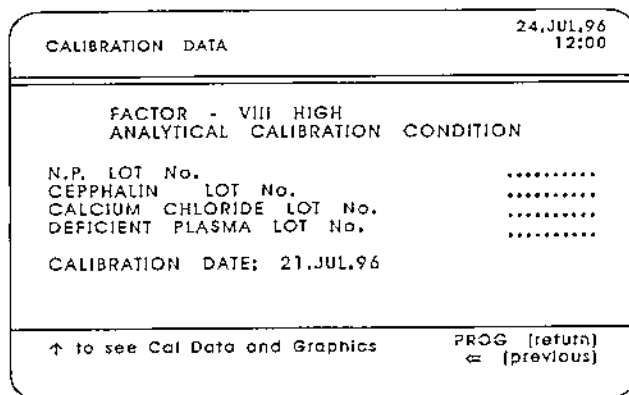 CALIBRATION DATA 24.JUL.96
12:00
FACTOR - VIII HIGH
ANALYTICAL CALIBRATION CONDITION
N.P. LOT No. ..........
CEPPHALIN LOT No. ..........
CALCIUM CHLORIDE LOT No. ..........
DEFICIENT PLASMA LOT No. ..........
CALIBRATION DATE: 21.JUL.96
↑ to see Cal Data and Graphics PROG (return)
⇐ (previous)